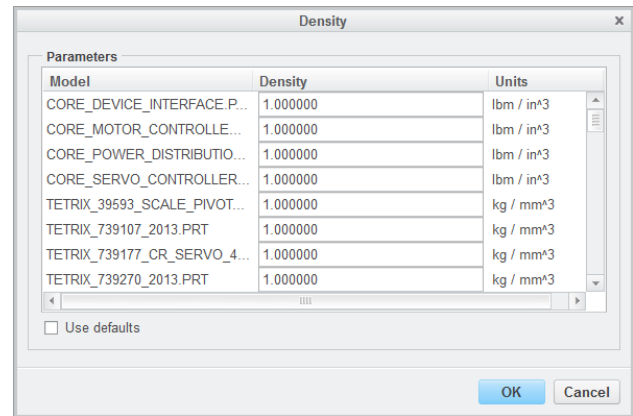 Density x
Parameters
Model Density Units
CORE_DEVICE_INTERFACE.P... 1.000000 lbm / in^3
CORE_MOTOR_CONTROLLE... 1.000000 lbm / in^3
CORE_POWER_DISTRIBUTIO... 1.000000 lbm / in^3
CORE_SERVO_CONTROLLER... 1.000000 lbm / in^3
TETRIX_39593_SCALE_PIVOT... 1.000000 kg / mm^3
TETRIX_739107_2013.PRT 1.000000 kg / mm^3
TETRIX_739177_CR_SERVO_4... 1.000000 kg / mm^3
TETRIX_739270_2013.PRT 1.000000 kg / mm^3
Use defaults
OK Cancel